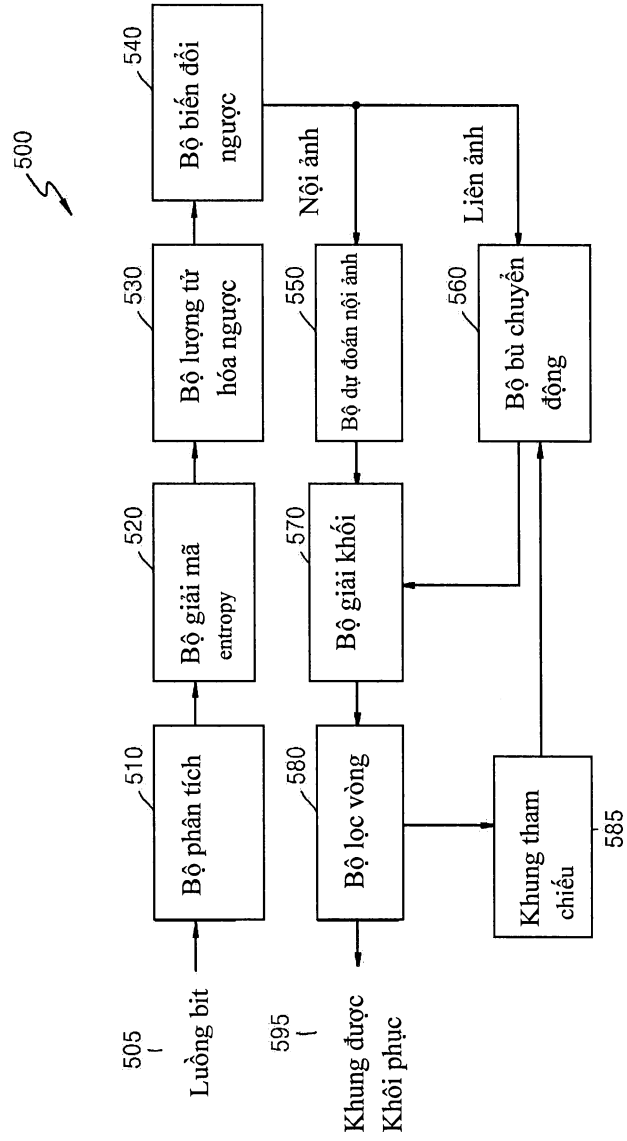 500
505
Luồng bit
510
Bộ phân tích
520
Bộ giải mã
entropy
530
Bộ lượng tử
hóa ngược
540
Bộ biến đổi
ngược
Nội ảnh
Liên ảnh
550
Bộ dự đoán nội ảnh
560
Bộ bù chuyển
động
570
Bộ giải khối
580
Bộ lọc vòng
585
Khung tham
chiếu
595
Khung được
Khôi phục